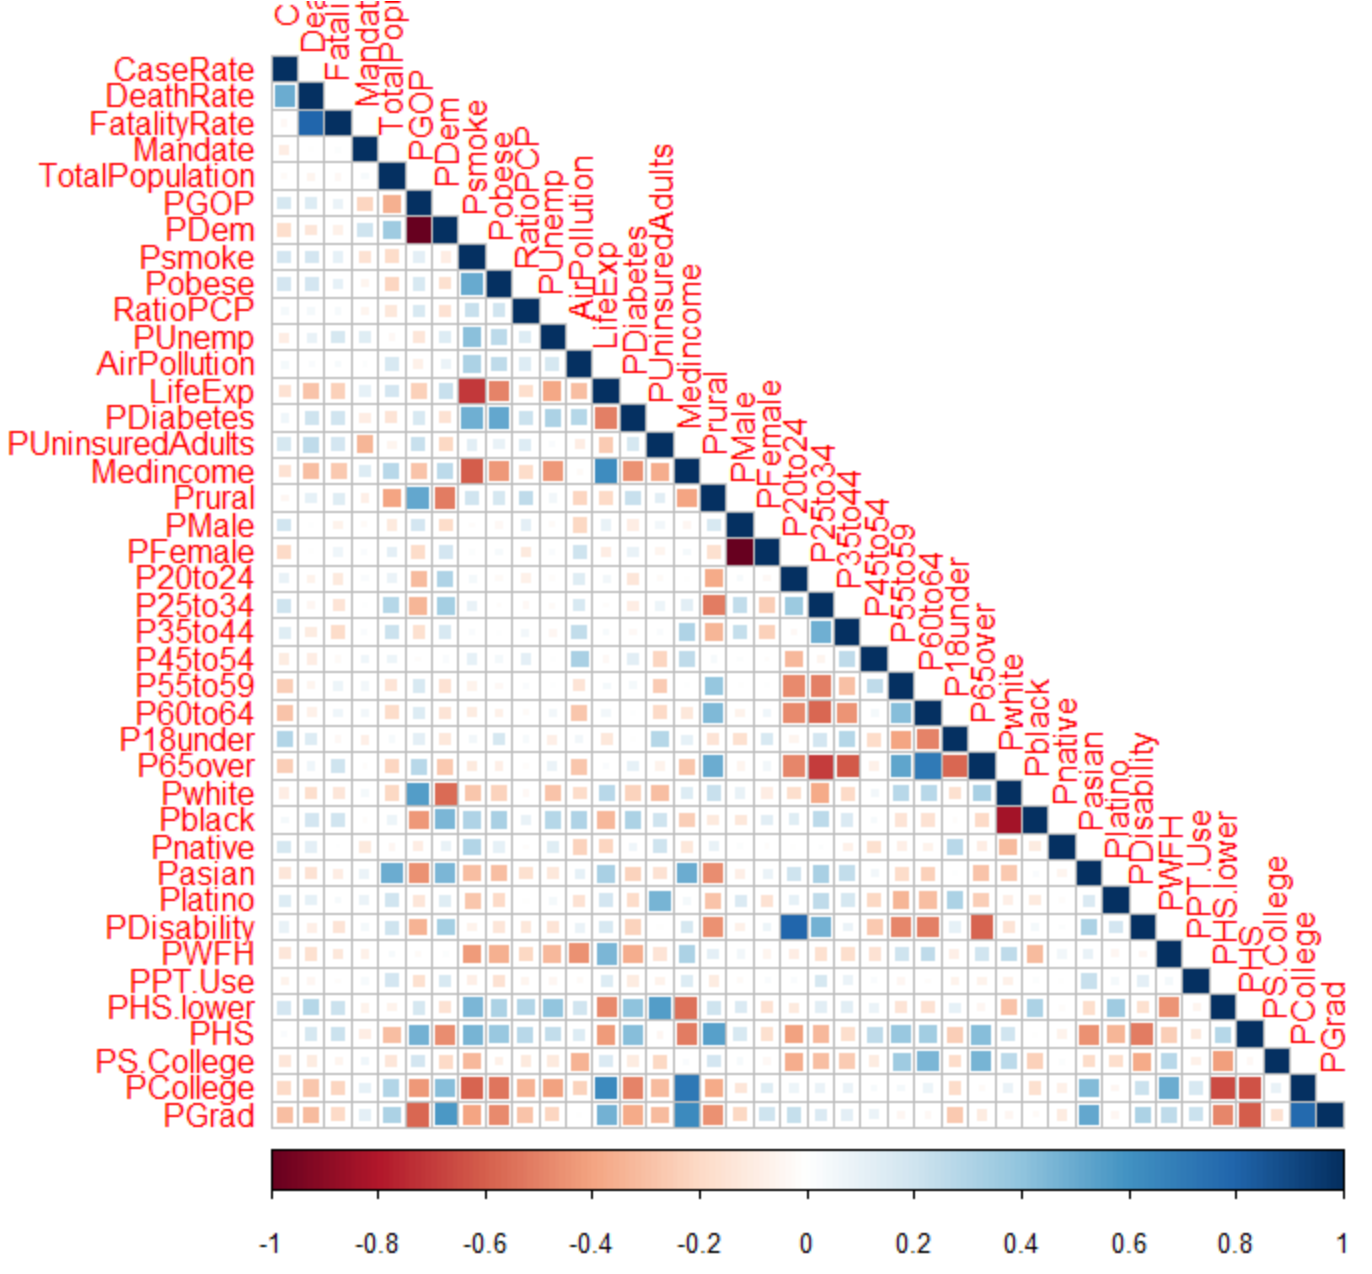 C
Dea
Fatali
Mandat
TotalPopu
PGOP
PDem
Psmoke
Pobese
RatioPCP
PUnemp
AirPollution
LifeExp
PDiabetes
PUninsuredAdults
Medincome
Prural
PMale
PFemale
P20to24
P25to34
P35to44
P45to54
P55to59
P60to64
P18under
P65over
Pwhite
Pblack
Pnative
Pasian
Platino
PDisability
PWFH
PPT.Use
PHS.lower
PHS
PS.College
PCollege
PGrad
CaseRate
DeathRate
FatalityRate
Mandate
TotalPopulation
PGOP
PDem
Psmoke
Pobese
RatioPCP
PUnemp
AirPollution
LifeExp
PDiabetes
PUninsuredAdults
Medincome
Prural
PMale
PFemale
P20to24
P25to34
P35to44
P45to54
P55to59
P60to64
P18under
P65over
Pwhite
Pblack
Pnative
Pasian
Platino
PDisability
PWFH
PPT.Use
PHS.lower
PHS
PS.College
PCollege
PGrad
-1 -0.8 -0.6 -0.4 -0.2 0 0.2 0.4 0.6 0.8 1